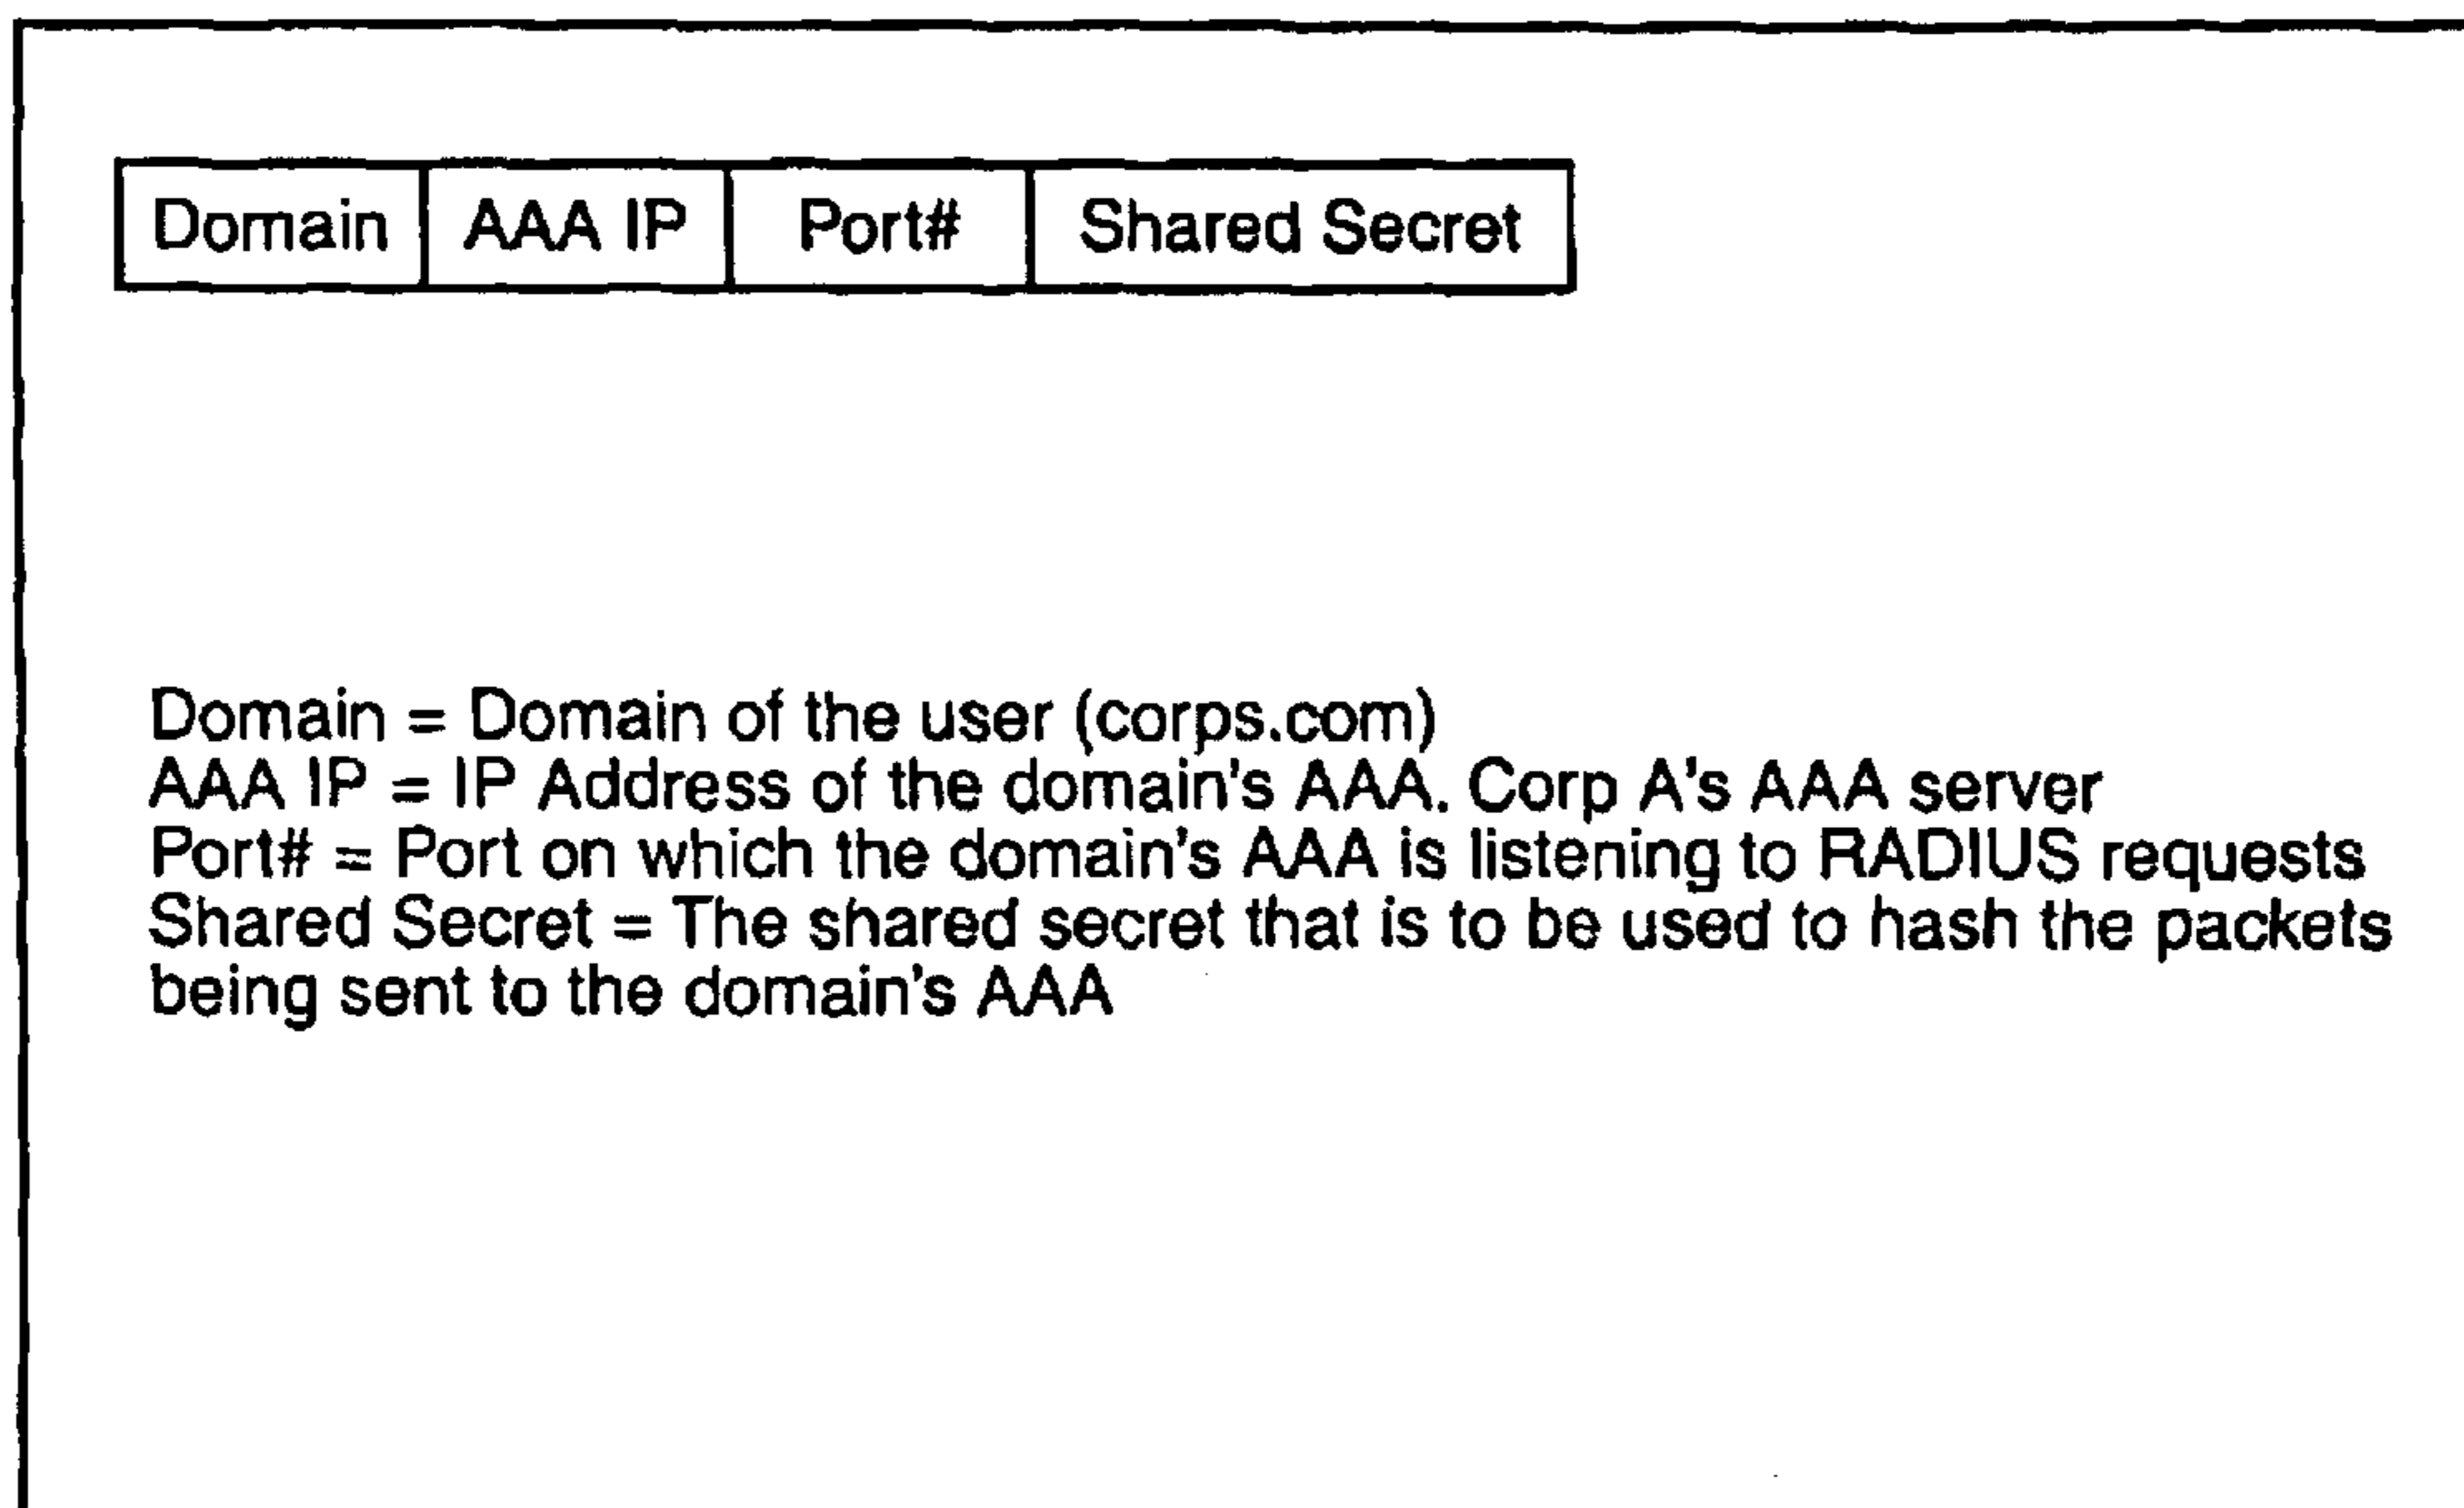 Domain AAA IP Port# Shared Secret
Domain = Domain of the user (corps.com)
AAA IP = IP Address of the domain's AAA. Corp A's AAA server
Port# = Port on which the domain's AAA is listening to RADIUS requests
Shared Secret = The shared secret that is to be used to hash the packets
being sent to the domain's AAA